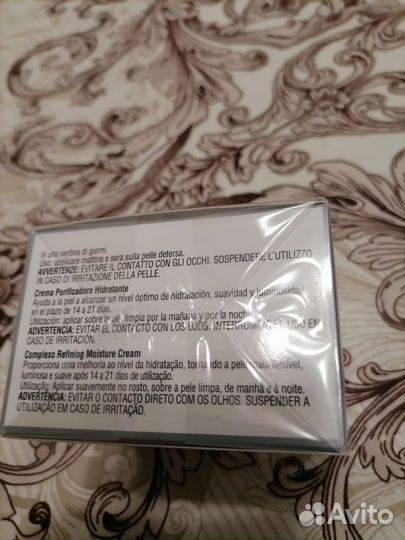 in una ventina di giorni.
Uso: applicare mattina e sera sulla pelle detersa.
AVVERTENZE: EVITARE IL CONTATTO CON GLI OCCHI. SOSPENDERE L'UTILIZZO
IN CASO DI IRRITAZIONE DELLA PELLE.
Crema Purificadora Hidratante
Ayuda a la piel a alcanzar un nivel óptimo de hidratación, suavidad y luminosidad
en el plazo de 14 a 21 días.
Utilización: aplicar sobre la piel limpia por la mañana y por la noche.
ADVERTENCIA: EVITAR EL CONTACTO CON LOS OJOS. INTERRUMPIR EL USO EN
CASO DE IRRITACIÓN.
Complexo Refining Moisture Cream
Proporciona uma melhoria ao nível da hidratação, tornando a pele mais flexível,
luminosa e suave após 14 a 21 dias de utilização.
Utilização: Aplicar suavemente no rosto, sobre a pele limpa, de manhã e à noite.
ADVERTÊNCIA: EVITAR O CONTACTO DIRETO COM OS OLHOS. SUSPENDER A
UTILIZAÇÃO EM CASO DE IRRITAÇÃO.
Avito